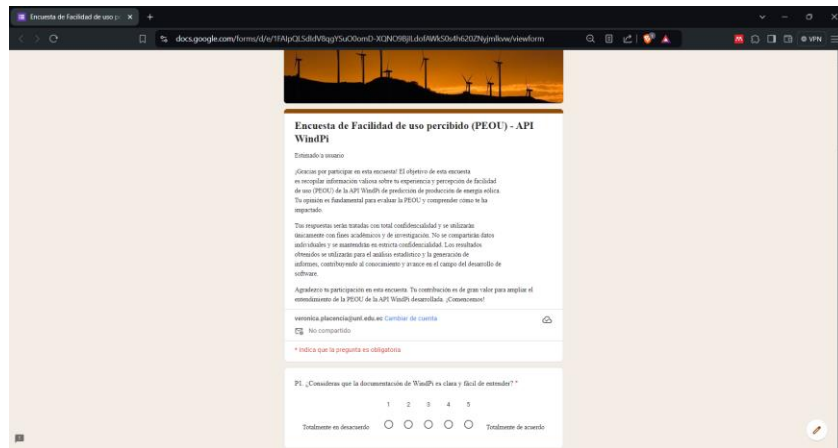 Encuesta de Facilidad de uso pe
docs.google.com/forms/d/e/
/viewform
VPN
Encuesta de Facilidad de uso percibido (PEOU) - API
WindPi
Estimado/a usuario
¡Gracias por participar en esta encuesta! El objetivo de esta encuesta
es recopilar información valiosa sobre tu experiencia y percepción de facilidad
de uso (PEOU) de la API WindPi de predicción de producción de energía eólica.
Tu opinión es fundamental para evaluar la PEOU y comprender cómo te ha
impactado.
Tus respuestas serán tratadas con total confidencialidad y se utilizarán
únicamente con fines académicos y de investigación. No se compartirán datos
individuales y se mantendrán en estricta confidencialidad. Los resultados
obtenidos se utilizarán para el análisis estadístico y la generación de
informes, contribuyendo al conocimiento y avance en el campo del desarrollo de
software.
Agradezco tu participación en esta encuesta. Tu contribución es de gran valor para ampliar el
entendimiento de la PEOU de la API WindPi desarrollada. ¡Comencemos!
veronica.placencia@unl.edu.ec Cambiar de cuenta
No compartido
* Indica que la pregunta es obligatoria
P1. ¿Consideras que la documentación de WindPi es clara y fácil de entender? *
1 2 3 4 5
Totalmente en desacuerdo Totalmente de acuerdo